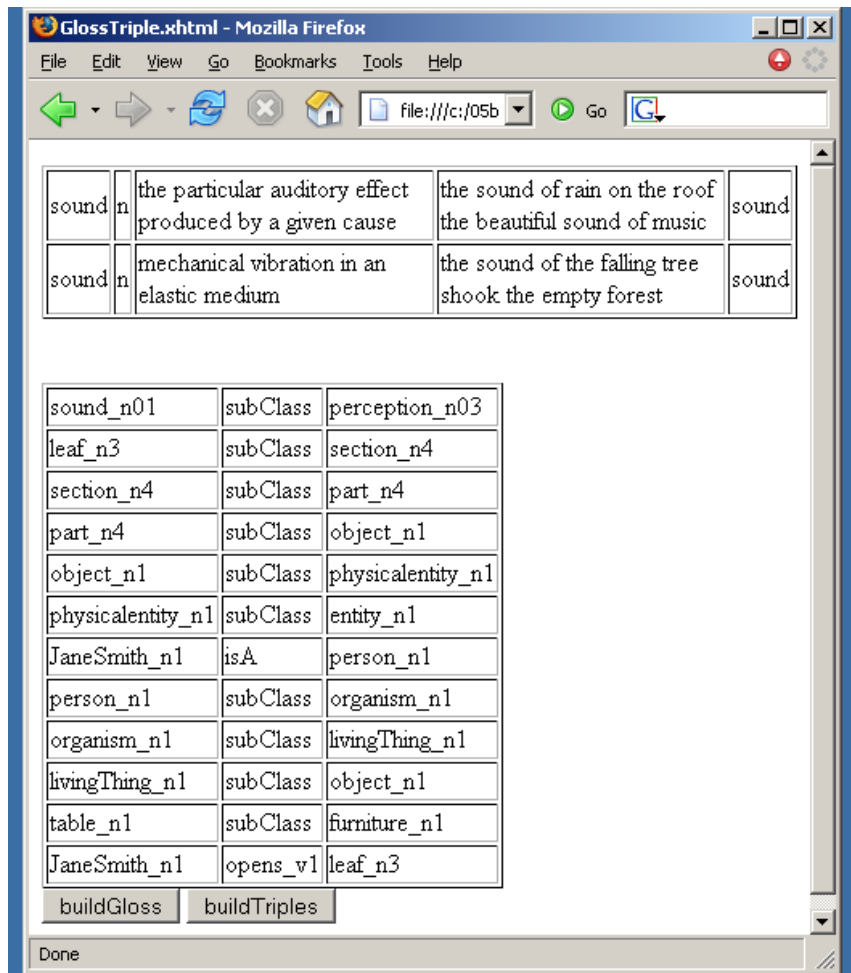 GlossTriple.xhtml - Mozilla Firefox
File Edit View Go Bookmarks Tools Help
file:///c:/05b Go G
sound n the particular auditory effect produced by a given cause the sound of rain on the roof the beautiful sound of music sound
sound n mechanical vibration in an elastic medium the sound of the falling tree shook the empty forest sound
sound_n01 subClass perception_n03
leaf_n3 subClass section_n4
section_n4 subClass part_n4
part_n4 subClass object_n1
object_n1 subClass physicalentity_n1
physicalentity_n1 subClass entity_n1
JaneSmith_n1 isA person_n1
person_n1 subClass organism_n1
organism_n1 subClass livingThing_n1
livingThing_n1 subClass object_n1
table_n1 subClass furniture_n1
JaneSmith_n1 opens_v1 leaf_n3
buildGloss buildTriples
Done